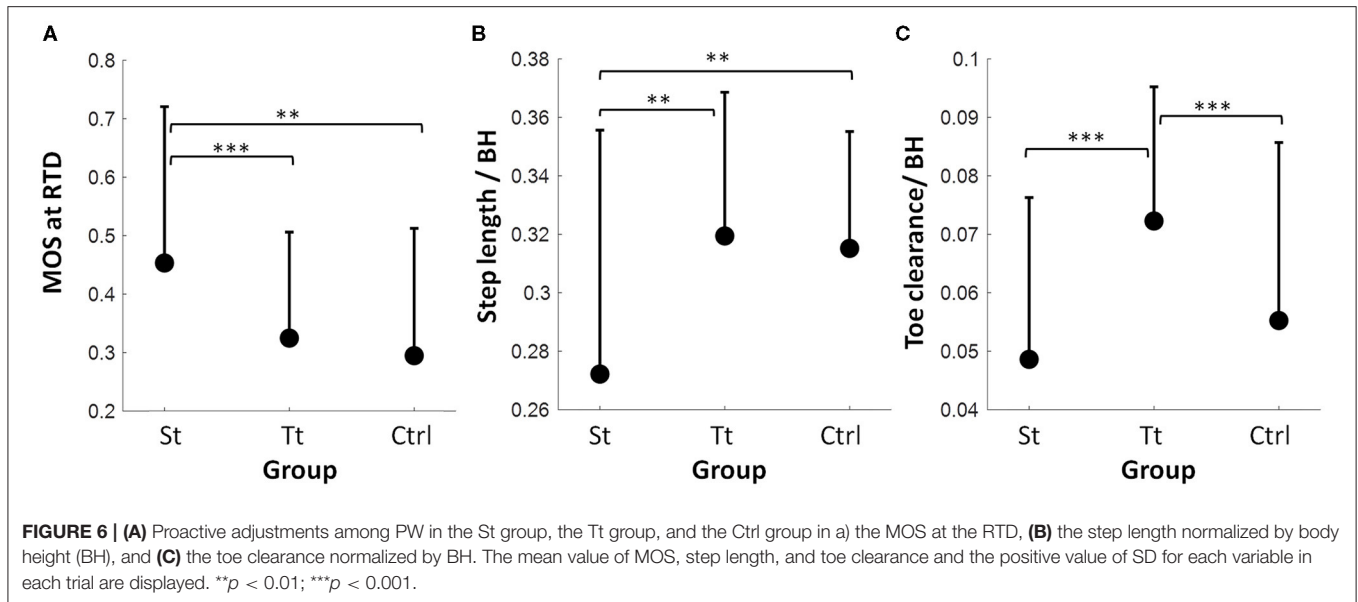 A
MOS at RTD
0.8
0.7
0.6
0.5
0.4
0.3
0.2
**
***
St Tt Ctrl
Group
B
Step length / BH
0.38
0.36
0.34
0.32
0.3
0.28
0.26
**
**
St Tt Ctrl
Group
C
Toe clearance/ BH
0.1
0.09
0.08
0.07
0.06
0.05
0.04
***
***
St Tt Ctrl
Group
FIGURE 6 | (A) Proactive adjustments among PW in the St group, the Tt group, and the Ctrl group in a) the MOS at the RTD, (B) the step length normalized by body
height (BH), and (C) the toe clearance normalized by BH. The mean value of MOS, step length, and toe clearance and the positive value of SD for each variable in
each trial are displayed. **p < 0.01; ***p < 0.001.